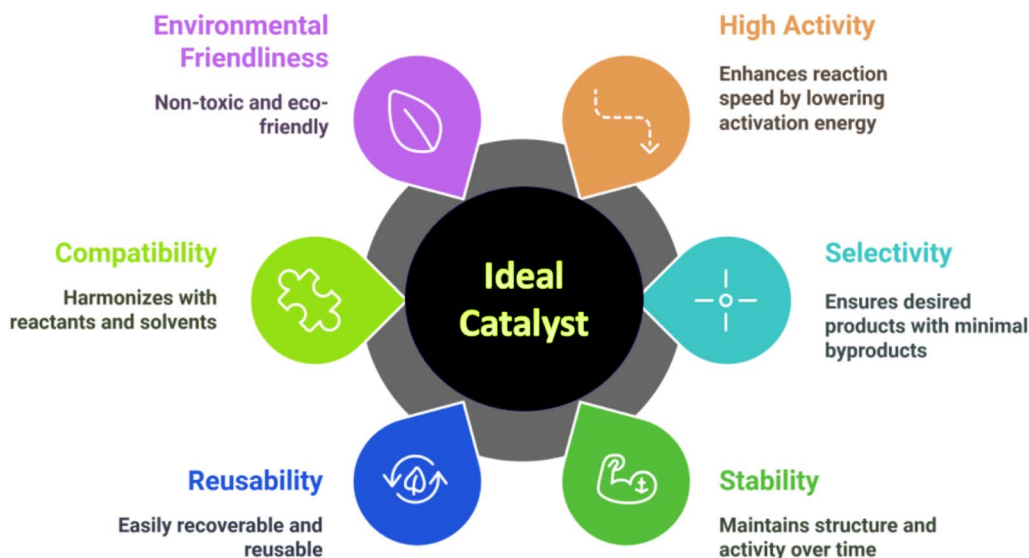 Environmental
Friendliness
Non-toxic and eco-
friendly
High Activity
Enhances reaction
speed by lowering
activation energy
Compatibility
Harmonizes with
reactants and solvents
Ideal
Catalyst
Selectivity
Ensures desired
products with minimal
byproducts
Reusability
Easily recoverable and
reusable
Stability
Maintains structure and
activity over time